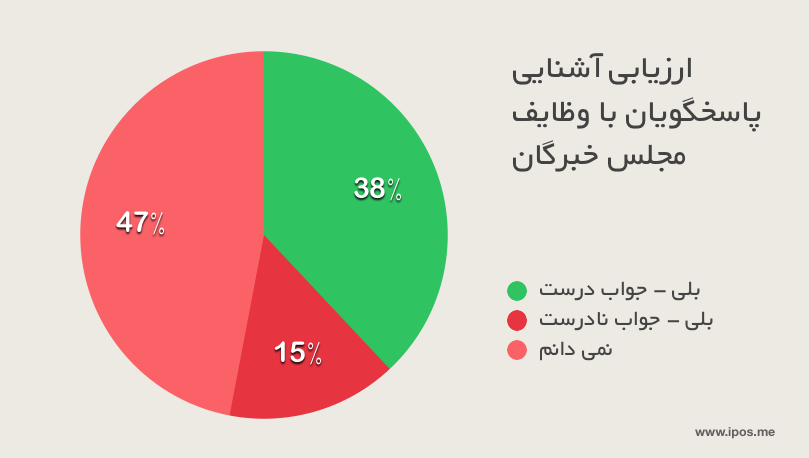 ارزیابی آشنایی
پاسخگویان با وظایف
مجلس خبرگان
38%
47%
15%
بلی – جواب درست
بلی – جواب نادرست
نمی دانم
www.ipos.me